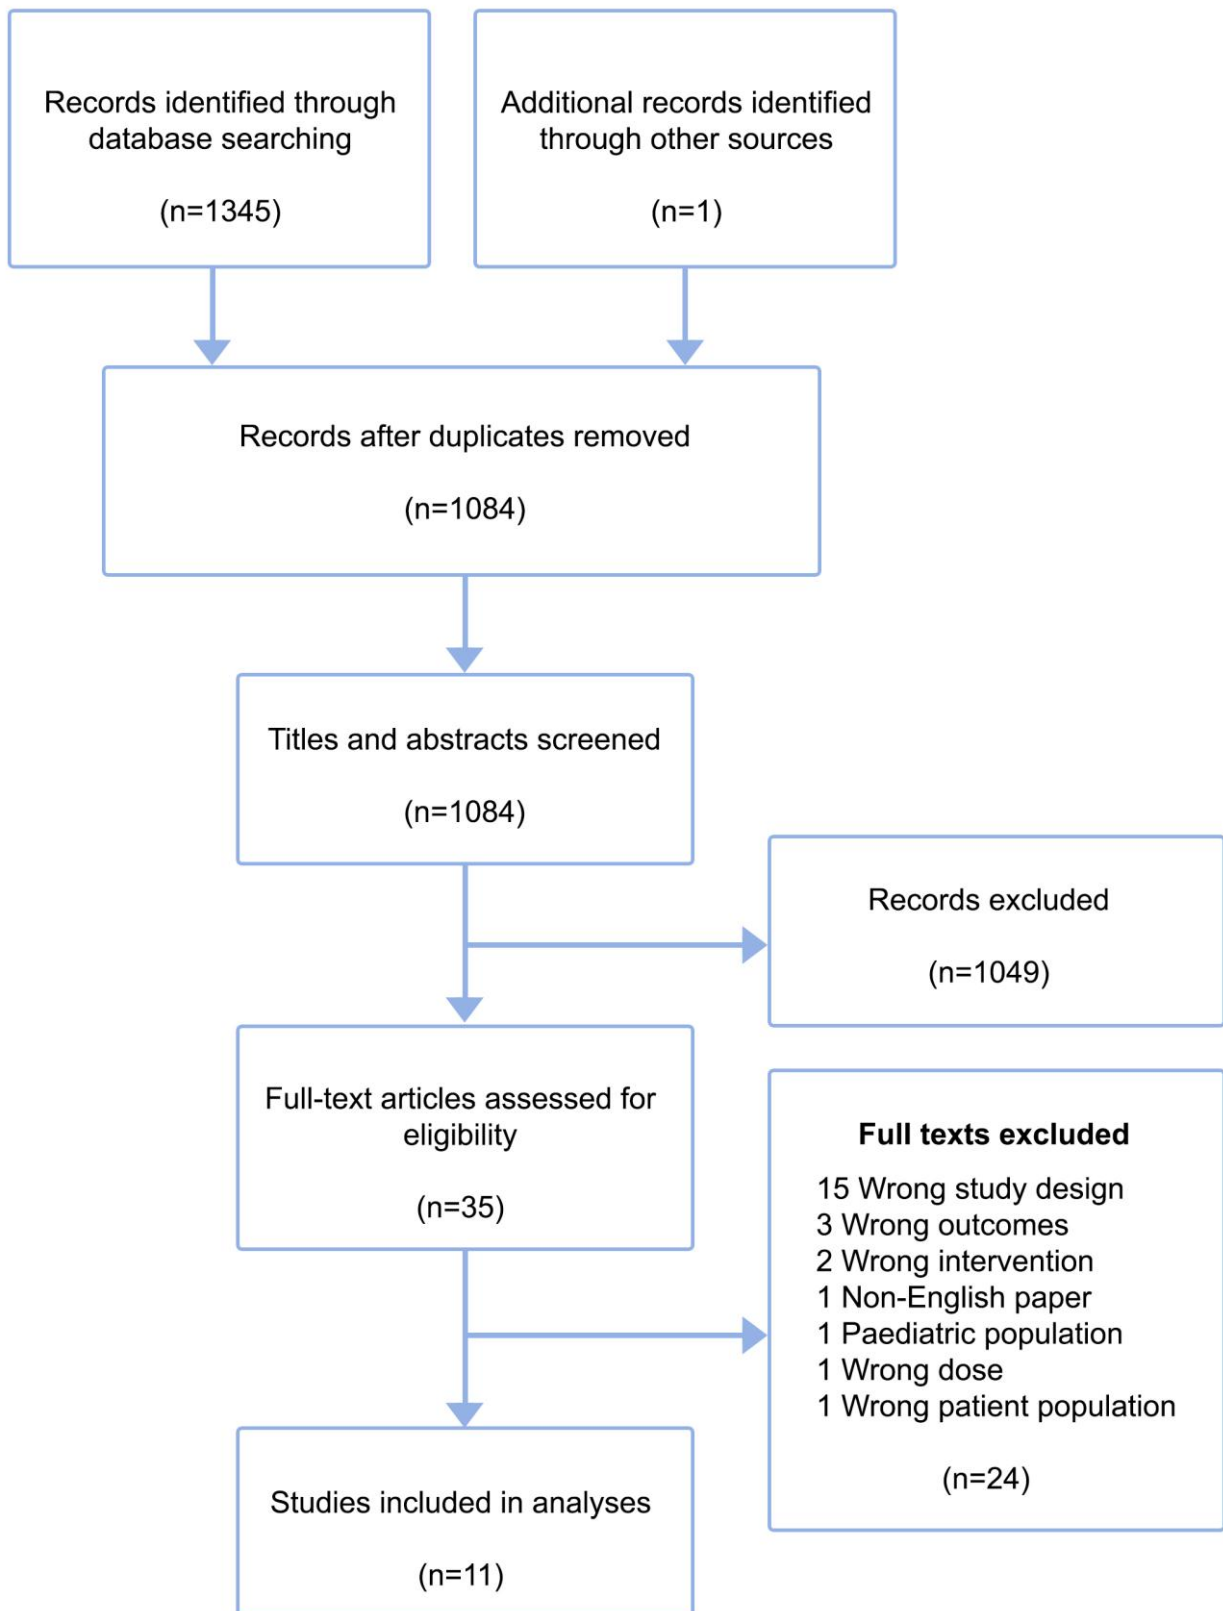 Records identified through
database searching
(n=1345)
Additional records identified
through other sources
(n=1)
Records after duplicates removed
(n=1084)
Titles and abstracts screened
(n=1084)
Records excluded
(n=1049)
Full-text articles assessed for
eligibility
(n=35)
Full texts excluded
15 Wrong study design
3 Wrong outcomes
2 Wrong intervention
1 Non-English paper
1 Paediatric population
1 Wrong dose
1 Wrong patient population
(n=24)
Studies included in analyses
(n=11)